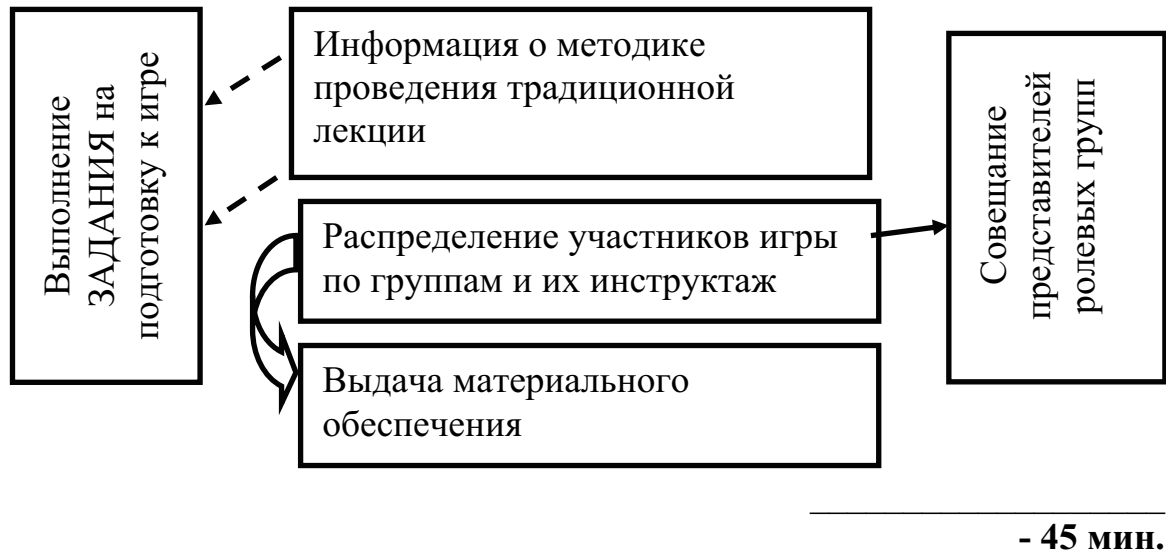 Выполнение
ЗАДАНИЯ на
подготовку к игре
Информация о методике
проведения традиционной
лекции
Распределение участников игры
по группам и их инструктаж
Выдача материального
обеспечения
Совещание
представителей
ролевых групп
- 45 мин.